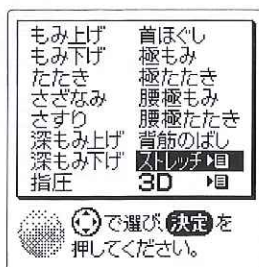 もみ上げ 首ほぐし
もみ下げ 極もみ
たたき 極たたき
さざなみ 腰極もみ
さすり 腰極たたき
深もみ上げ 背筋のばし
深もみ下げ ストレッチ
指圧 3D
で選び、決定を
押してください。